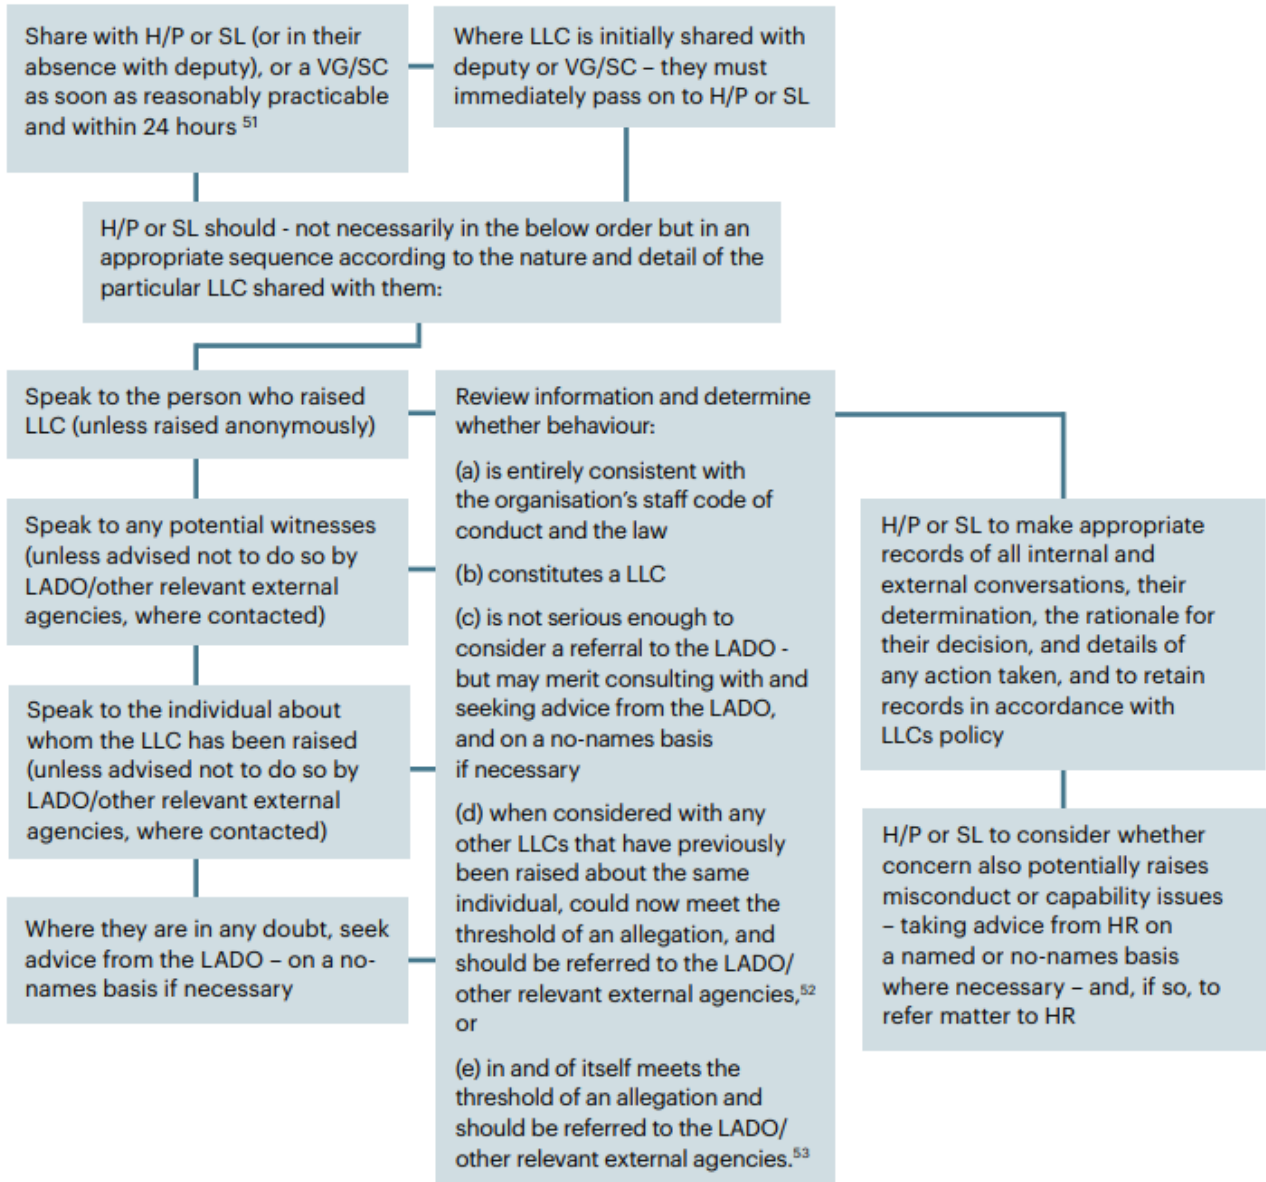 Share with H/P or SL (or in their
absence with deputy), or a VG/SC
as soon as reasonably practicable
and within 24 hours 51
Where LLC is initially shared with
deputy or VG/SC – they must
immediately pass on to H/P or SL
H/P or SL should - not necessarily in the below order but in an
appropriate sequence according to the nature and detail of the
particular LLC shared with them:
Speak to the person who raised
LLC (unless raised anonymously)
Speak to any potential witnesses
(unless advised not to do so by
LADO/other relevant external
agencies, where contacted)
Speak to the individual about
whom the LLC has been raised
(unless advised not to do so by
LADO/other relevant external
agencies, where contacted)
Where they are in any doubt, seek
advice from the LADO – on a no-
names basis if necessary
Review information and determine
whether behaviour:
(a) is entirely consistent with
the organisation's staff code of
conduct and the law
(b) constitutes a LLC
(c) is not serious enough to
consider a referral to the LADO -
but may merit consulting with and
seeking advice from the LADO,
and on a no-names basis
if necessary
(d) when considered with any
other LLCs that have previously
been raised about the same
individual, could now meet the
threshold of an allegation, and
should be referred to the LADO/
other relevant external agencies,52
or
(e) in and of itself meets the
threshold of an allegation and
should be referred to the LADO/
other relevant external agencies.53
H/P or SL to make appropriate
records of all internal and
external conversations, their
determination, the rationale for
their decision, and details of
any action taken, and to retain
records in accordance with
LLCs policy
H/P or SL to consider whether
concern also potentially raises
misconduct or capability issues
– taking advice from HR on
a named or no-names basis
where necessary – and, if so, to
refer matter to HR